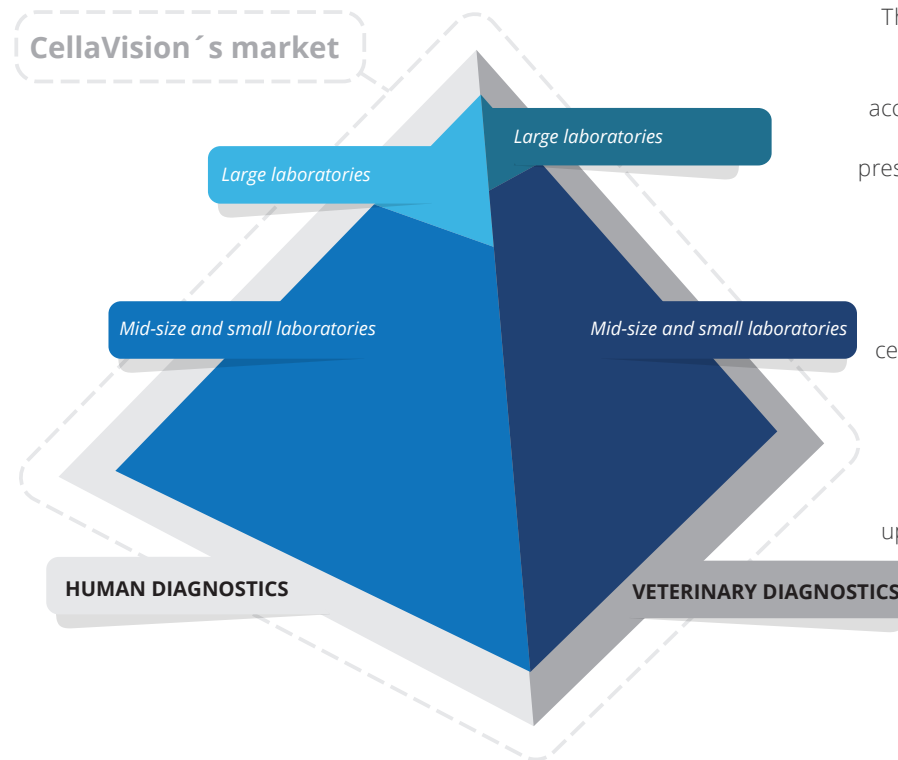 CellaVision´s market
Large laboratories
Large laboratories
Mid-size and small laboratories
Mid-size and small laboratories
HUMAN DIAGNOSTICS
VETERINARY DIAGNOSTICS